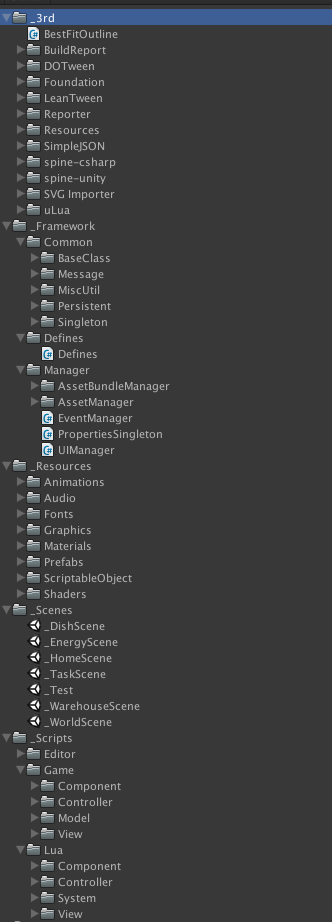 _3rd
BestFitOutline
BuildReport
DOTween
Foundation
LeanTween
Reporter
Resources
SimpleJSON
spine-csharp
spine-unity
SVG Importer
uLua
_Framework
Common
BaseClass
Message
MiscUtil
Persistent
Singleton
Defines
Defines
Manager
AssetBundleManager
AssetManager
EventManager
PropertiesSingleton
UIManager
_Resources
Animations
Audio
Fonts
Graphics
Materials
Prefabs
ScriptableObject
Shaders
_Scenes
_DishScene
_EnergyScene
_HomeScene
_TaskScene
_Test
_WarehouseScene
_WorldScene
_Scripts
Editor
Game
Component
Controller
Model
View
Lua
Component
Controller
System
View